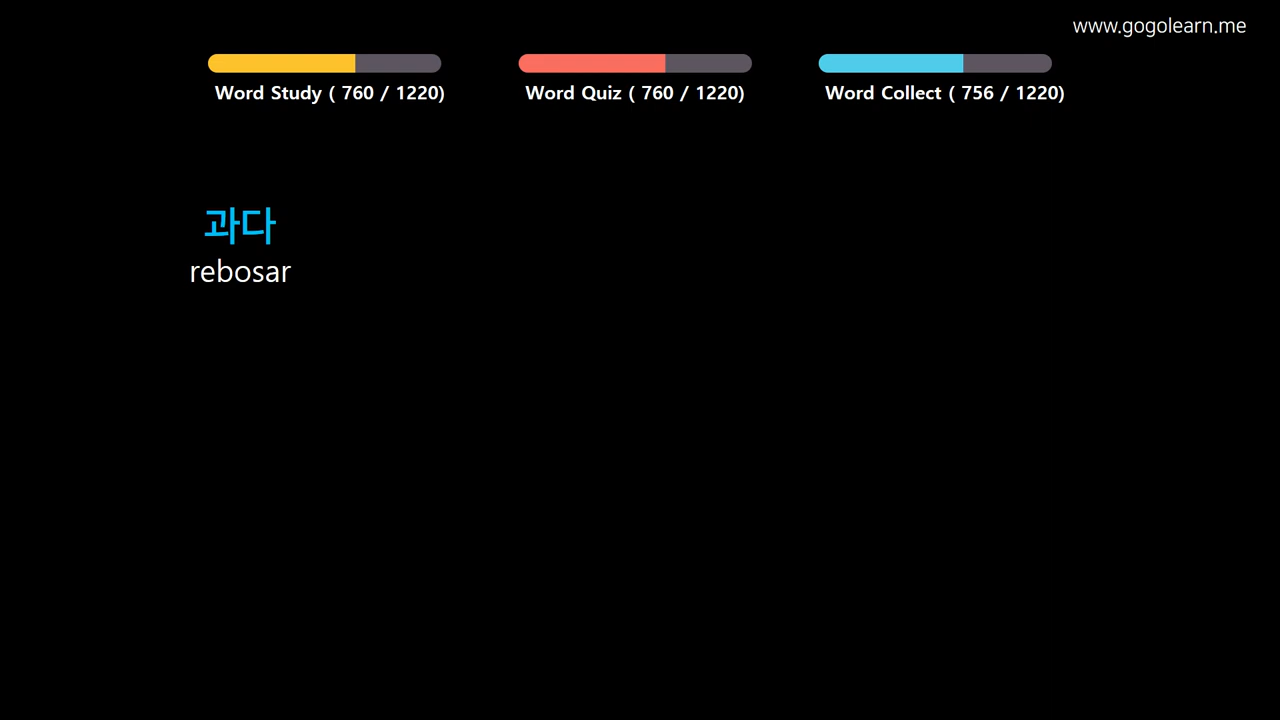 www.gogolearn.me
Word Study ( 760 / 1220)
Word Quiz ( 760 / 1220)
Word Collect ( 756 / 1220)
과다
rebosar